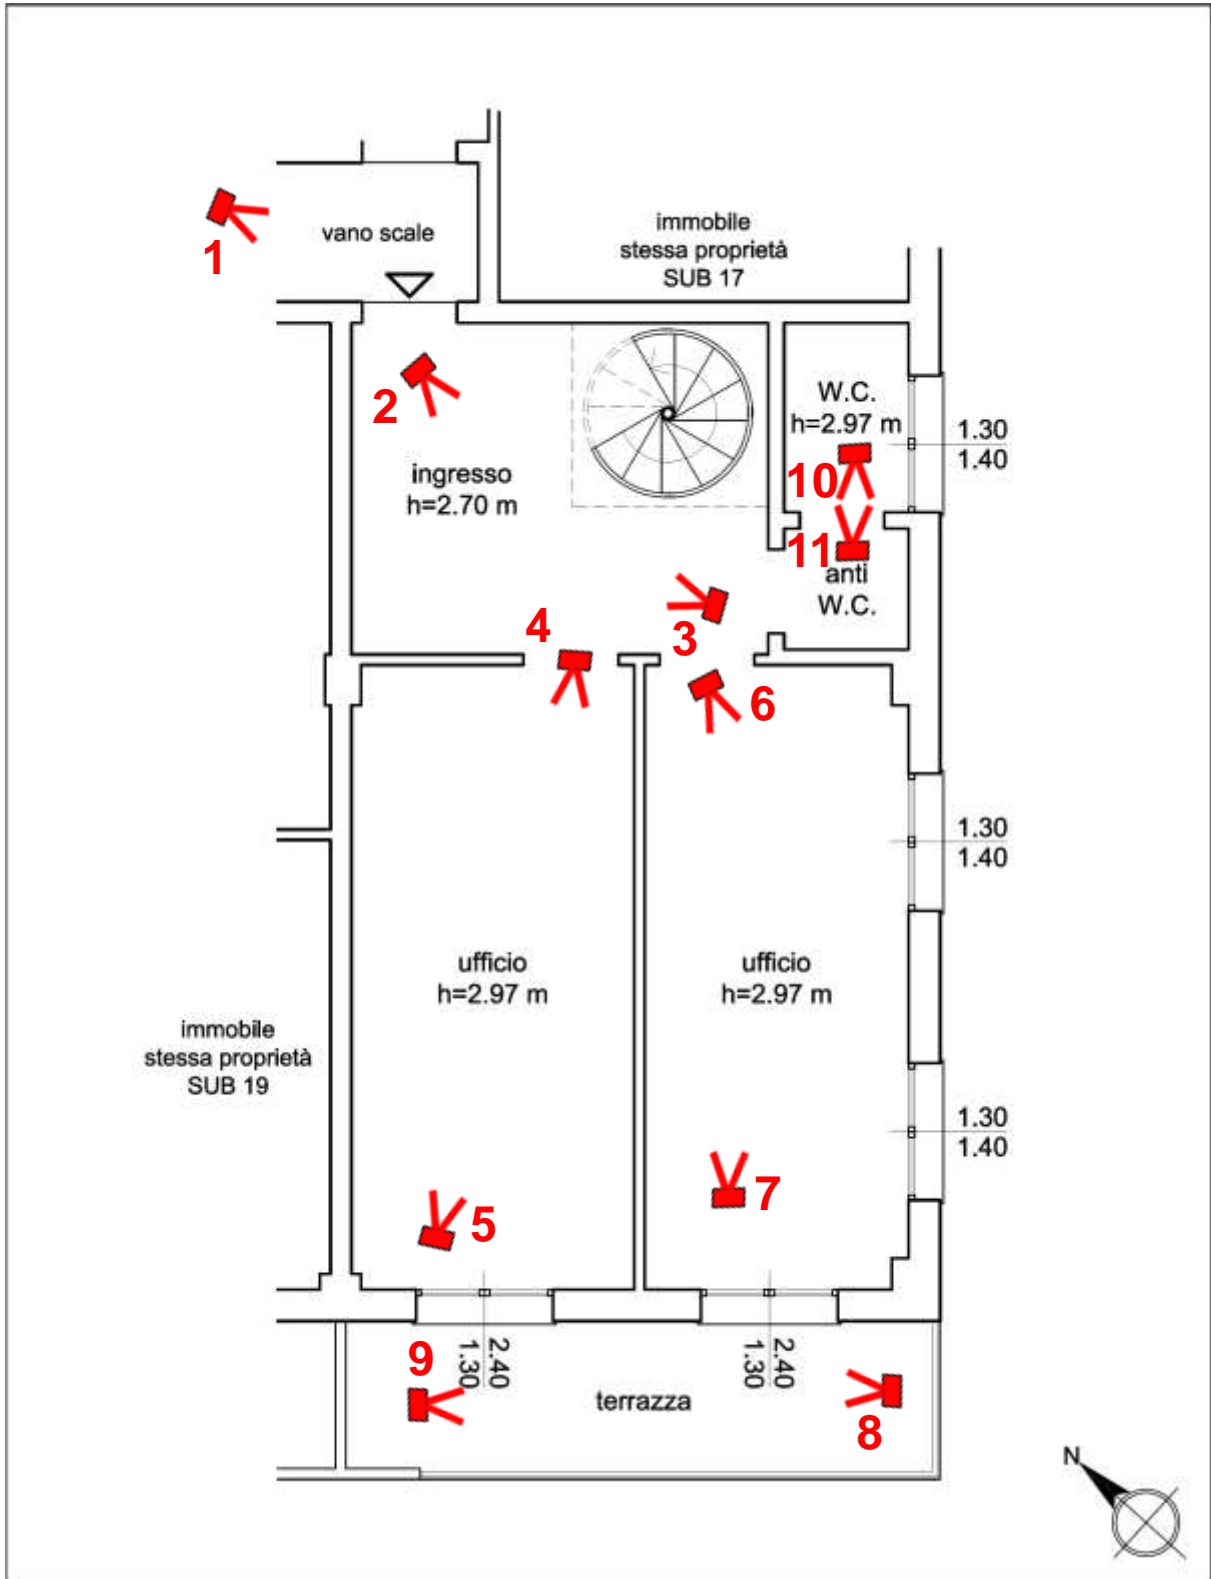 immobile
stessa proprietà
SUB 17
vano scale
1
2
W.C.
h=2.97 m
1.30
1.40
ingresso
h=2.70 m
10
11
anti
W.C.
4
3
6
1.30
1.40
ufficio
h=2.97 m
ufficio
h=2.97 m
immobile
stessa proprietà
SUB 19
1.30
1.40
5
7
9
2.40
1.30
2.40
1.30
terrazza
8
N